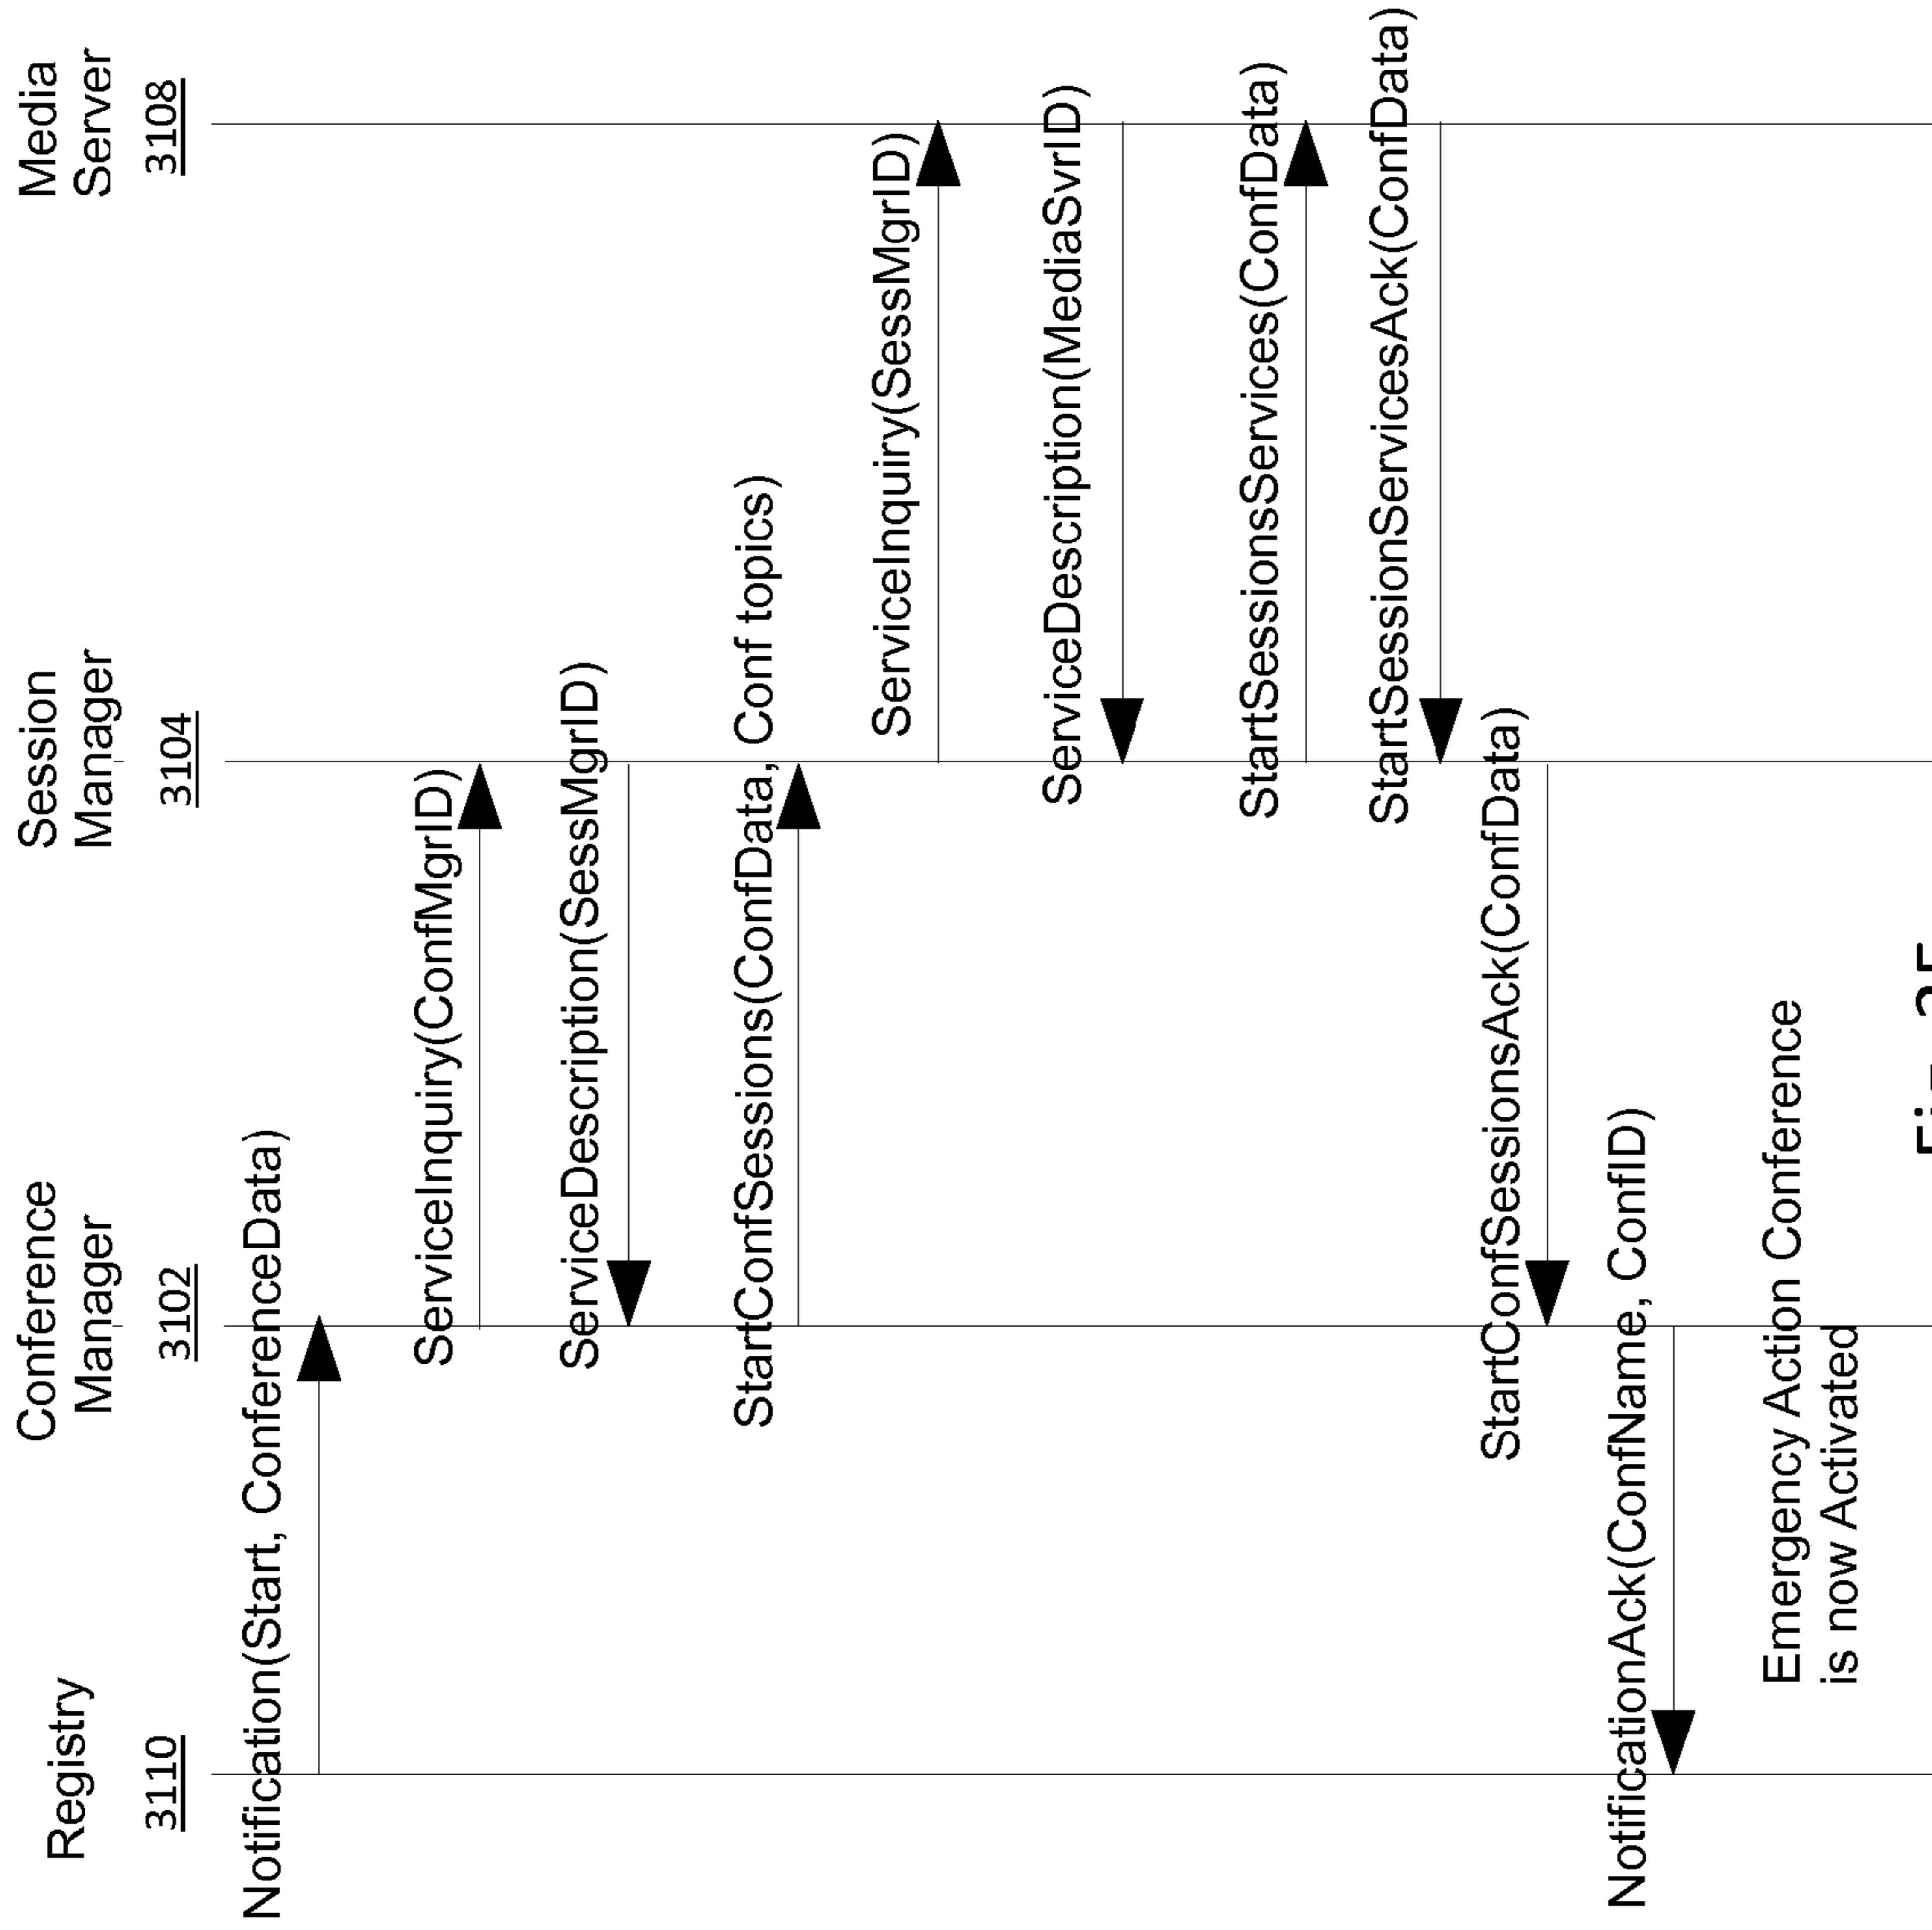 Registry
3110
Conference
Manager
3102
Session
Manager
3104
Media
Server
3108
Notification(Start, ConferenceData)
ServiceInquiry(ConfMgrID)
ServiceDescription(SessMgrID)
StartConfSessions(ConfData, Conf topics)
ServiceInquiry(SessMgrID)
ServiceDescription(MediaSvrID)
StartSessionsServices(ConfData)
StartSessionServicesAck(ConfData)
StartConfSessionsAck(ConfData)
NotificationAck(ConfName, ConfID)
Emergency Action Conference
is now Activated